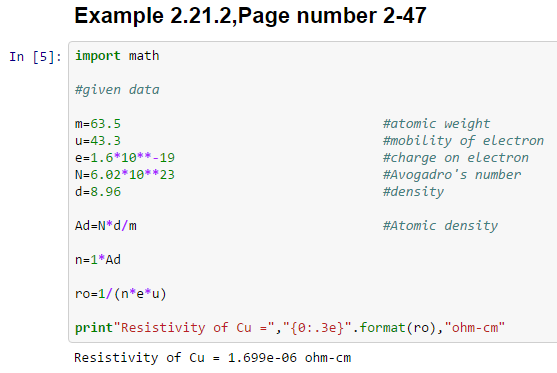 Example 2.21.2,Page number 2-47
In [5]: import math
#given data
m=63.5 #atomic weight
u=43.3 #mobility of electron
e=1.6*10**-19 #charge on electron
N=6.02*10**23 #Avogadro's number
d=8.96 #density
Ad=N*d/m #Atomic density
n=1*Ad
ro=1/(n*e*u)
print"Resistivity of Cu =","{0:.3e}".format(ro),"ohm-cm"
Resistivity of Cu = 1.699e-06 ohm-cm